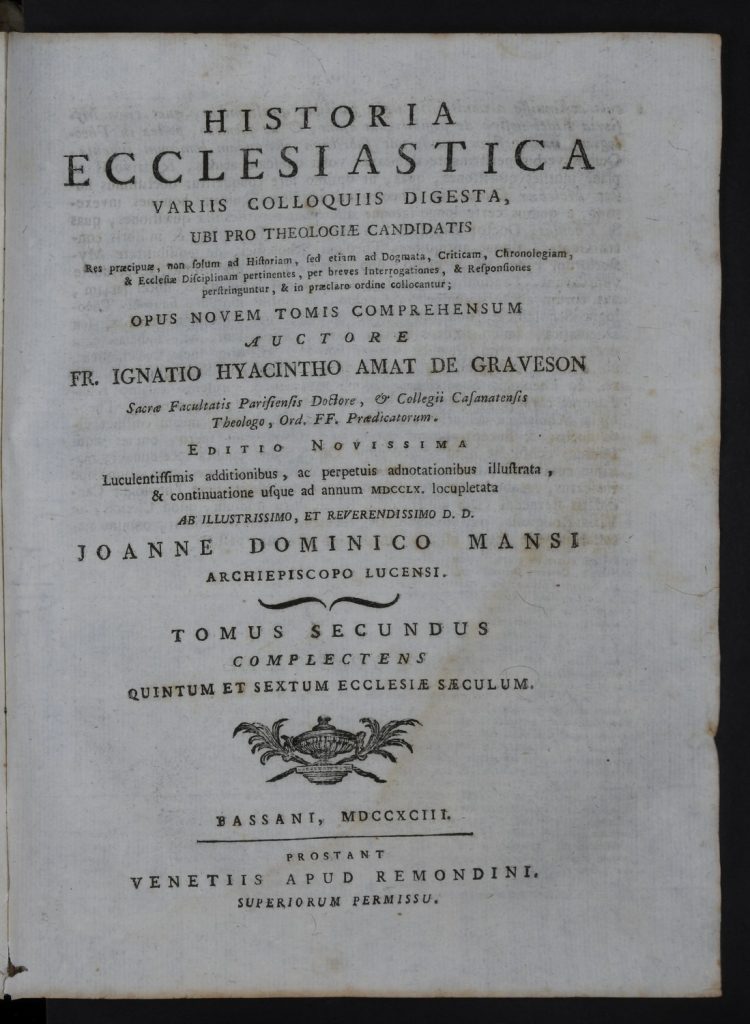 HISTORIA
ECCLESIASTICA
VARIIS COLLOQUIIS DIGESTA,
UBI PRO THEOLOGIÆ CANDIDATIS
Res præcipuæ, non ſolum ad Hiſtoriam, ſed etiam ad Dogmata, Criticam, Chronologiam,
& Eccleſiæ Diſciplinam pertinentes, per breves Interrogationes, & Reſponſiones
perſtringuntur, & in præclaro ordine collocantur;
OPUS NOVEM TOMIS COMPREHENSUM
AUCTORE
FR. IGNATIO HYACINTHO AMAT DE GRAVESON
Sacræ Facultatis Pariſienſis Doctore, & Collegii Caſanatenſis
Theologo, Ord. FF. Prædicatorum.
EDITIO NOVISSIMA
Luculentiſſimis additionibus, ac perpetuis adnotationibus illuſtrata,
& continuatione uſque ad annum MDCCLX. locupletata
AB ILLUSTRISSIMO, ET REVERENDISSIMO D. D.
JOANNE DOMINICO MANSI
ARCHIEPISCOPO LUCENSI.
TOMUS SECUNDUS
COMPLECTENS
QUINTUM ET SEXTUM ECCLESIÆ SÆCULUM.
BASSANI, MDCCXCIII.
PROSTANT
VENETIIS APUD REMONDINI.
SUPERIORUM PERMISSU.